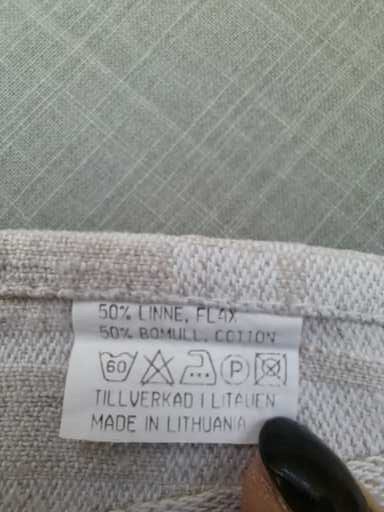 50% LINNE, FLAX
50% BOMULL, COTTON
60 P
TILLVERKAD I LITAUEN
MADE IN LITHUANIA